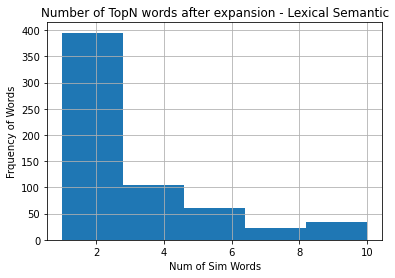 Number of TopN words after expansion - Lexical Semantic
400
350
300
250
200
150
100
50
0
Frquency of Words
2 4 6 8 10
Num of Sim Words